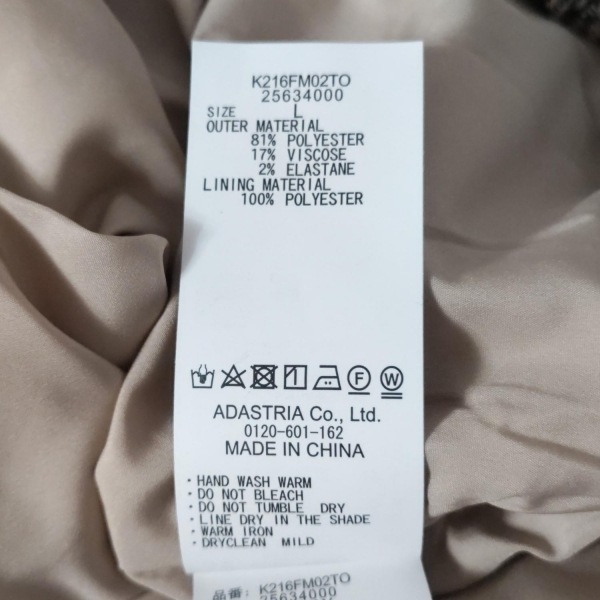 K216FM02TO
25634000
SIZE L
OUTER MATERIAL
81% POLYESTER
17% VISCOSE
2% ELASTANE
LINING MATERIAL
100% POLYESTER
F W
ADASTRIA Co., Ltd.
0120-601-162
MADE IN CHINA
・HAND WASH WARM
・DO NOT BLEACH
・DO NOT TUMBLE DRY
・LINE DRY IN THE SHADE
・WARM IRON
・DRYCLEAN MILD
品番: K216FM02TO
25634000